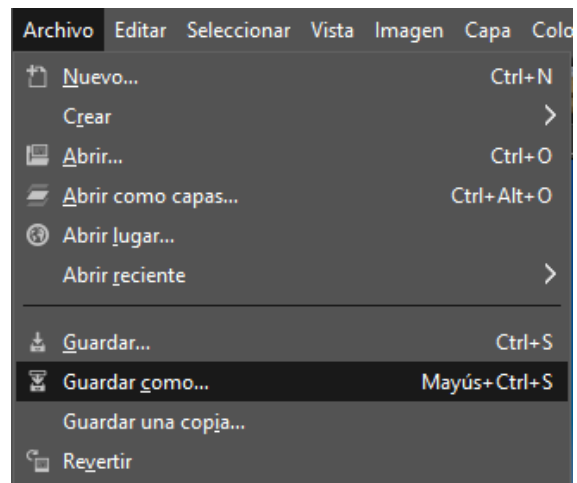 Archivo Editar Seleccionar Vista Imagen Capa Colo
Nuevo... Ctrl+N
Crear
Abrir... Ctrl+O
Abrir como capas... Ctrl+Alt+O
Abrir lugar...
Abrir reciente
Guardar... Ctrl+S
Guardar como... Mayús+Ctrl+S
Guardar una copia...
Revertir